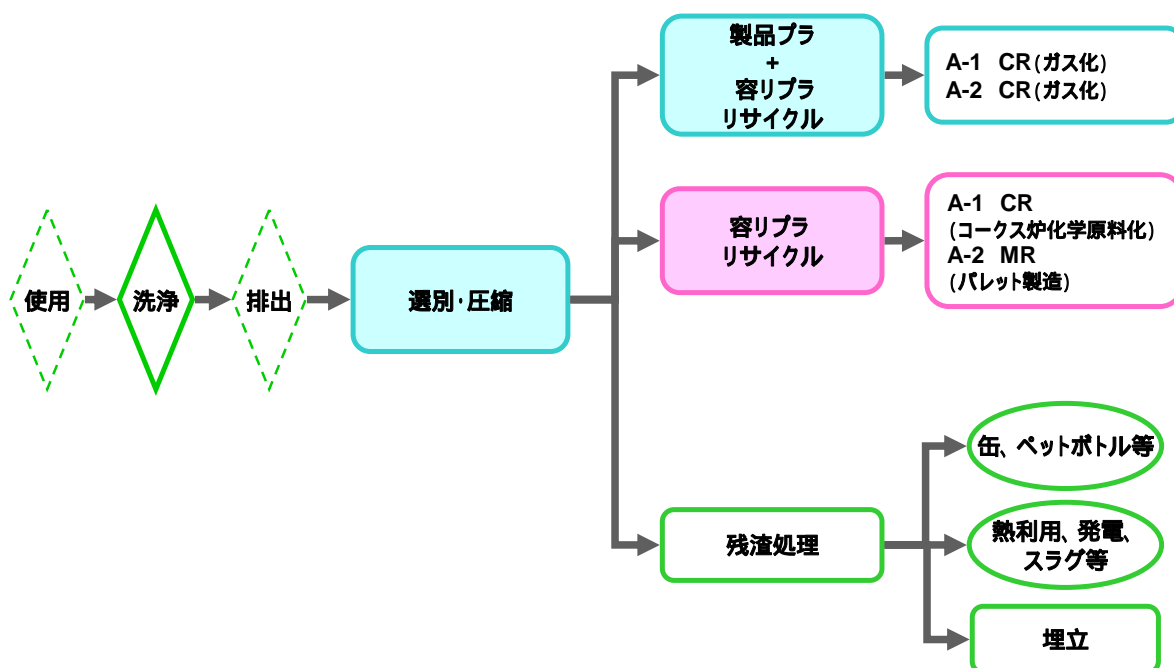 製品プラ
+
容リプラ
リサイクル
A-1 CR(ガス化)
A-2 CR(ガス化)
容リプラ
リサイクル
A-1 CR
(コークス炉化学原料化)
A-2 MR
(パレット製造)
使用
洗浄
排出
選別・圧縮
缶、ペットボトル等
残渣処理
熱利用、発電、
スラグ等
埋立